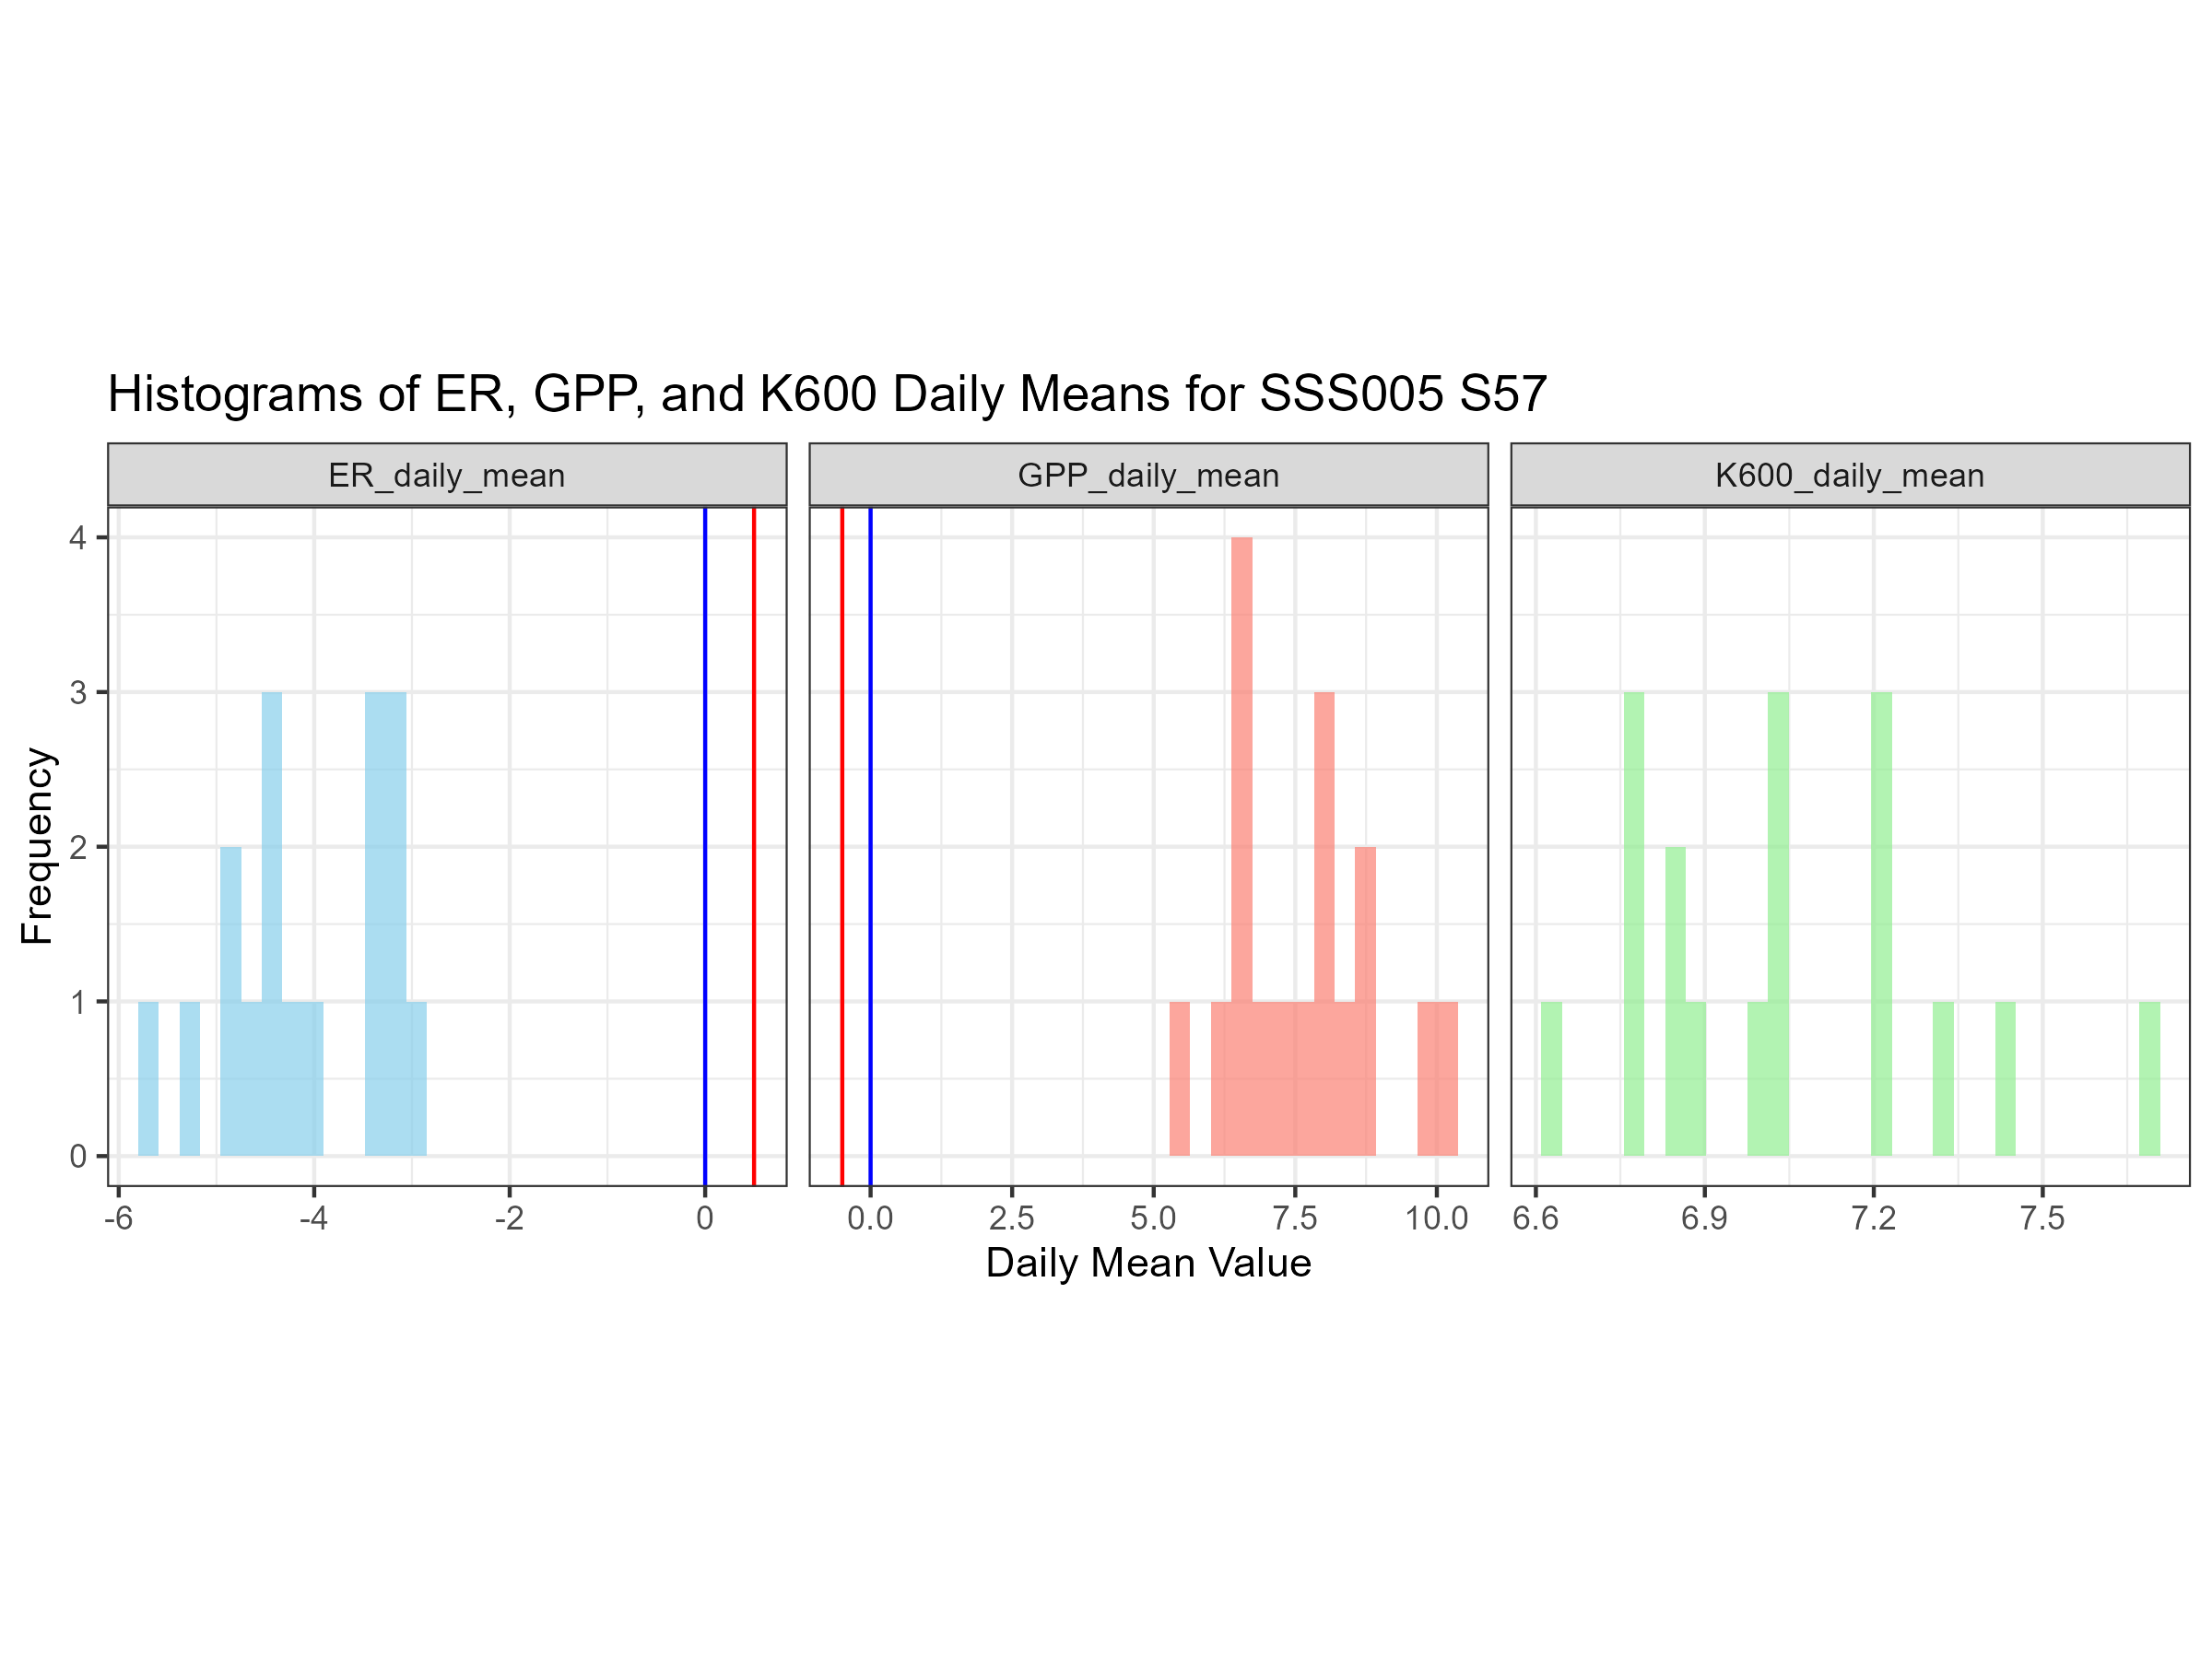 Histograms of ER, GPP, and K600 Daily Means for SSS005 S57
ER_daily_mean GPP_daily_mean K600_daily_mean
Frequency
4
3
2
1
0
-6 -4 -2 0 0.0 2.5 5.0 7.5 10.0 6.6 6.9 7.2 7.5
Daily Mean Value